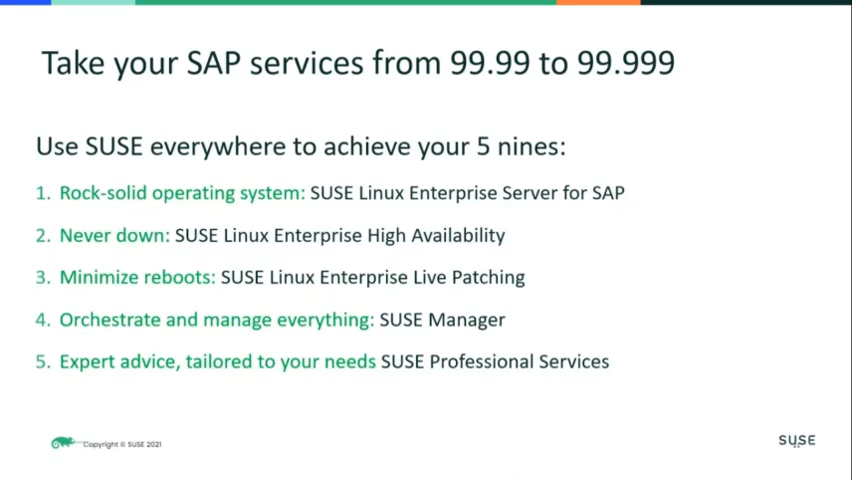 Take your SAP services from 99.99 to 99.999
Use SUSE everywhere to achieve your 5 nines:
1. Rock-solid operating system: SUSE Linux Enterprise Server for SAP
2. Never down: SUSE Linux Enterprise High Availability
3. Minimize reboots: SUSE Linux Enterprise Live Patching
4. Orchestrate and manage everything: SUSE Manager
5. Expert advice, tailored to your needs SUSE Professional Services
Copyright © SUSE 2021
SUSE